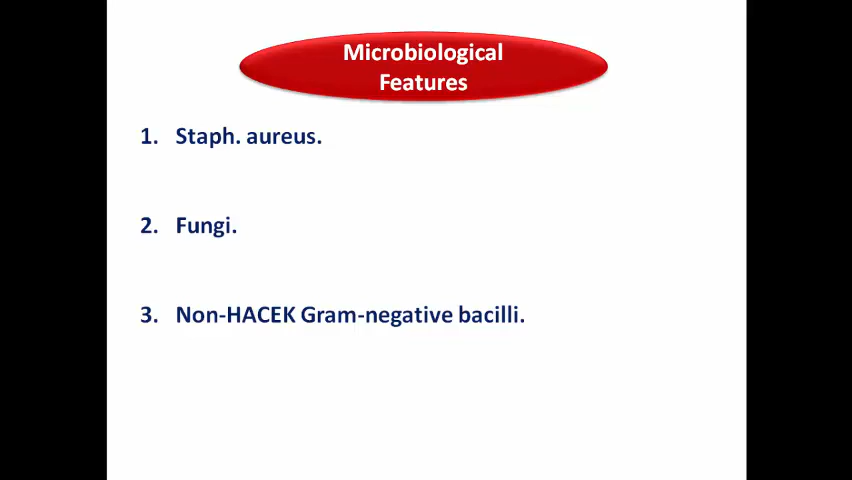 Microbiological
Features
1. Staph. aureus.
2. Fungi.
3. Non-HACEK Gram-negative bacilli.